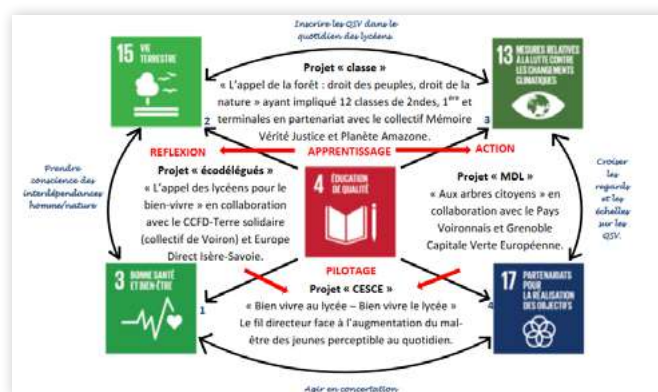 Inscrire les QSV dans le
quotidien des lycéens
15 VIE
TERRESTRE
13 MESURES RELATIVES
À LA LUTTE CONTRE
LES CHANGEMENTS
CLIMATIQUES
Projet « classe »
« L'appel de la forêt : droit des peuples, droit de la
nature » ayant impliqué 12 classes de 2ndes, 1ère et
terminales en partenariat avec le collectif Mémoire
Vérité Justice et Planète Amazone.
2
3
REFLEXION
APPRENTISSAGE
ACTION
Prendre
conscience des
interdépendances
homme/nature
Projet « écodélégués »
« L'appel des lycéens pour le
bien-vivre » en collaboration
avec le CCFD-Terre solidaire
(collectif de Voiron) et Europe
Direct Isère-Savoie.
4 ÉDUCATION
DE QUALITÉ
Projet « MDL »
« Aux arbres citoyens » en
collaboration avec le Pays
Voironnais et Grenoble
Capitale Verte Européenne.
Croiser
les
regards et
les
échelles
sur les
QSV.
PILOTAGE
3 BONNE SANTÉ
ET BIEN-ÊTRE
1
Projet « CESCE »
« Bien vivre au lycée – Bien vivre le lycée »
Le fil directeur face à l'augmentation du mal-
être des jeunes perceptible au quotidien.
4
17 PARTENARIATS
POUR
LA RÉALISATION
DES OBJECTIFS
Agir en concertation